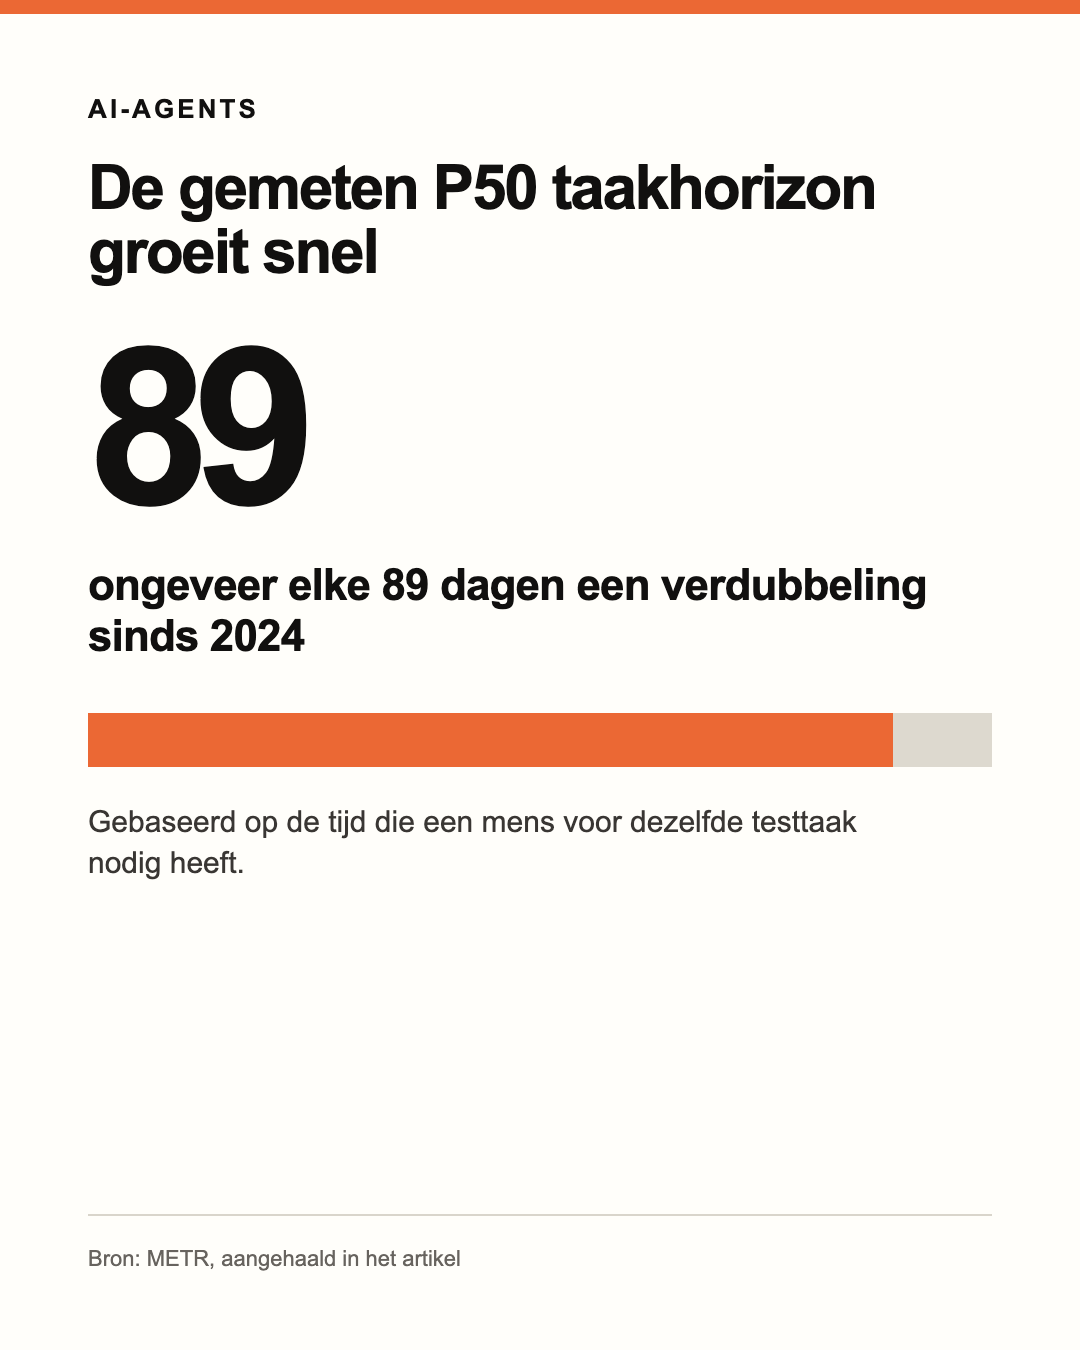 AI-AGENTS
De gemeten P50 taakhorizon
groeit snel
89
ongeveer elke 89 dagen een verdubbeling
sinds 2024
Gebaseerd op de tijd die een mens voor dezelfde testtaak
nodig heeft.
Bron: METR, aangehaald in het artikel